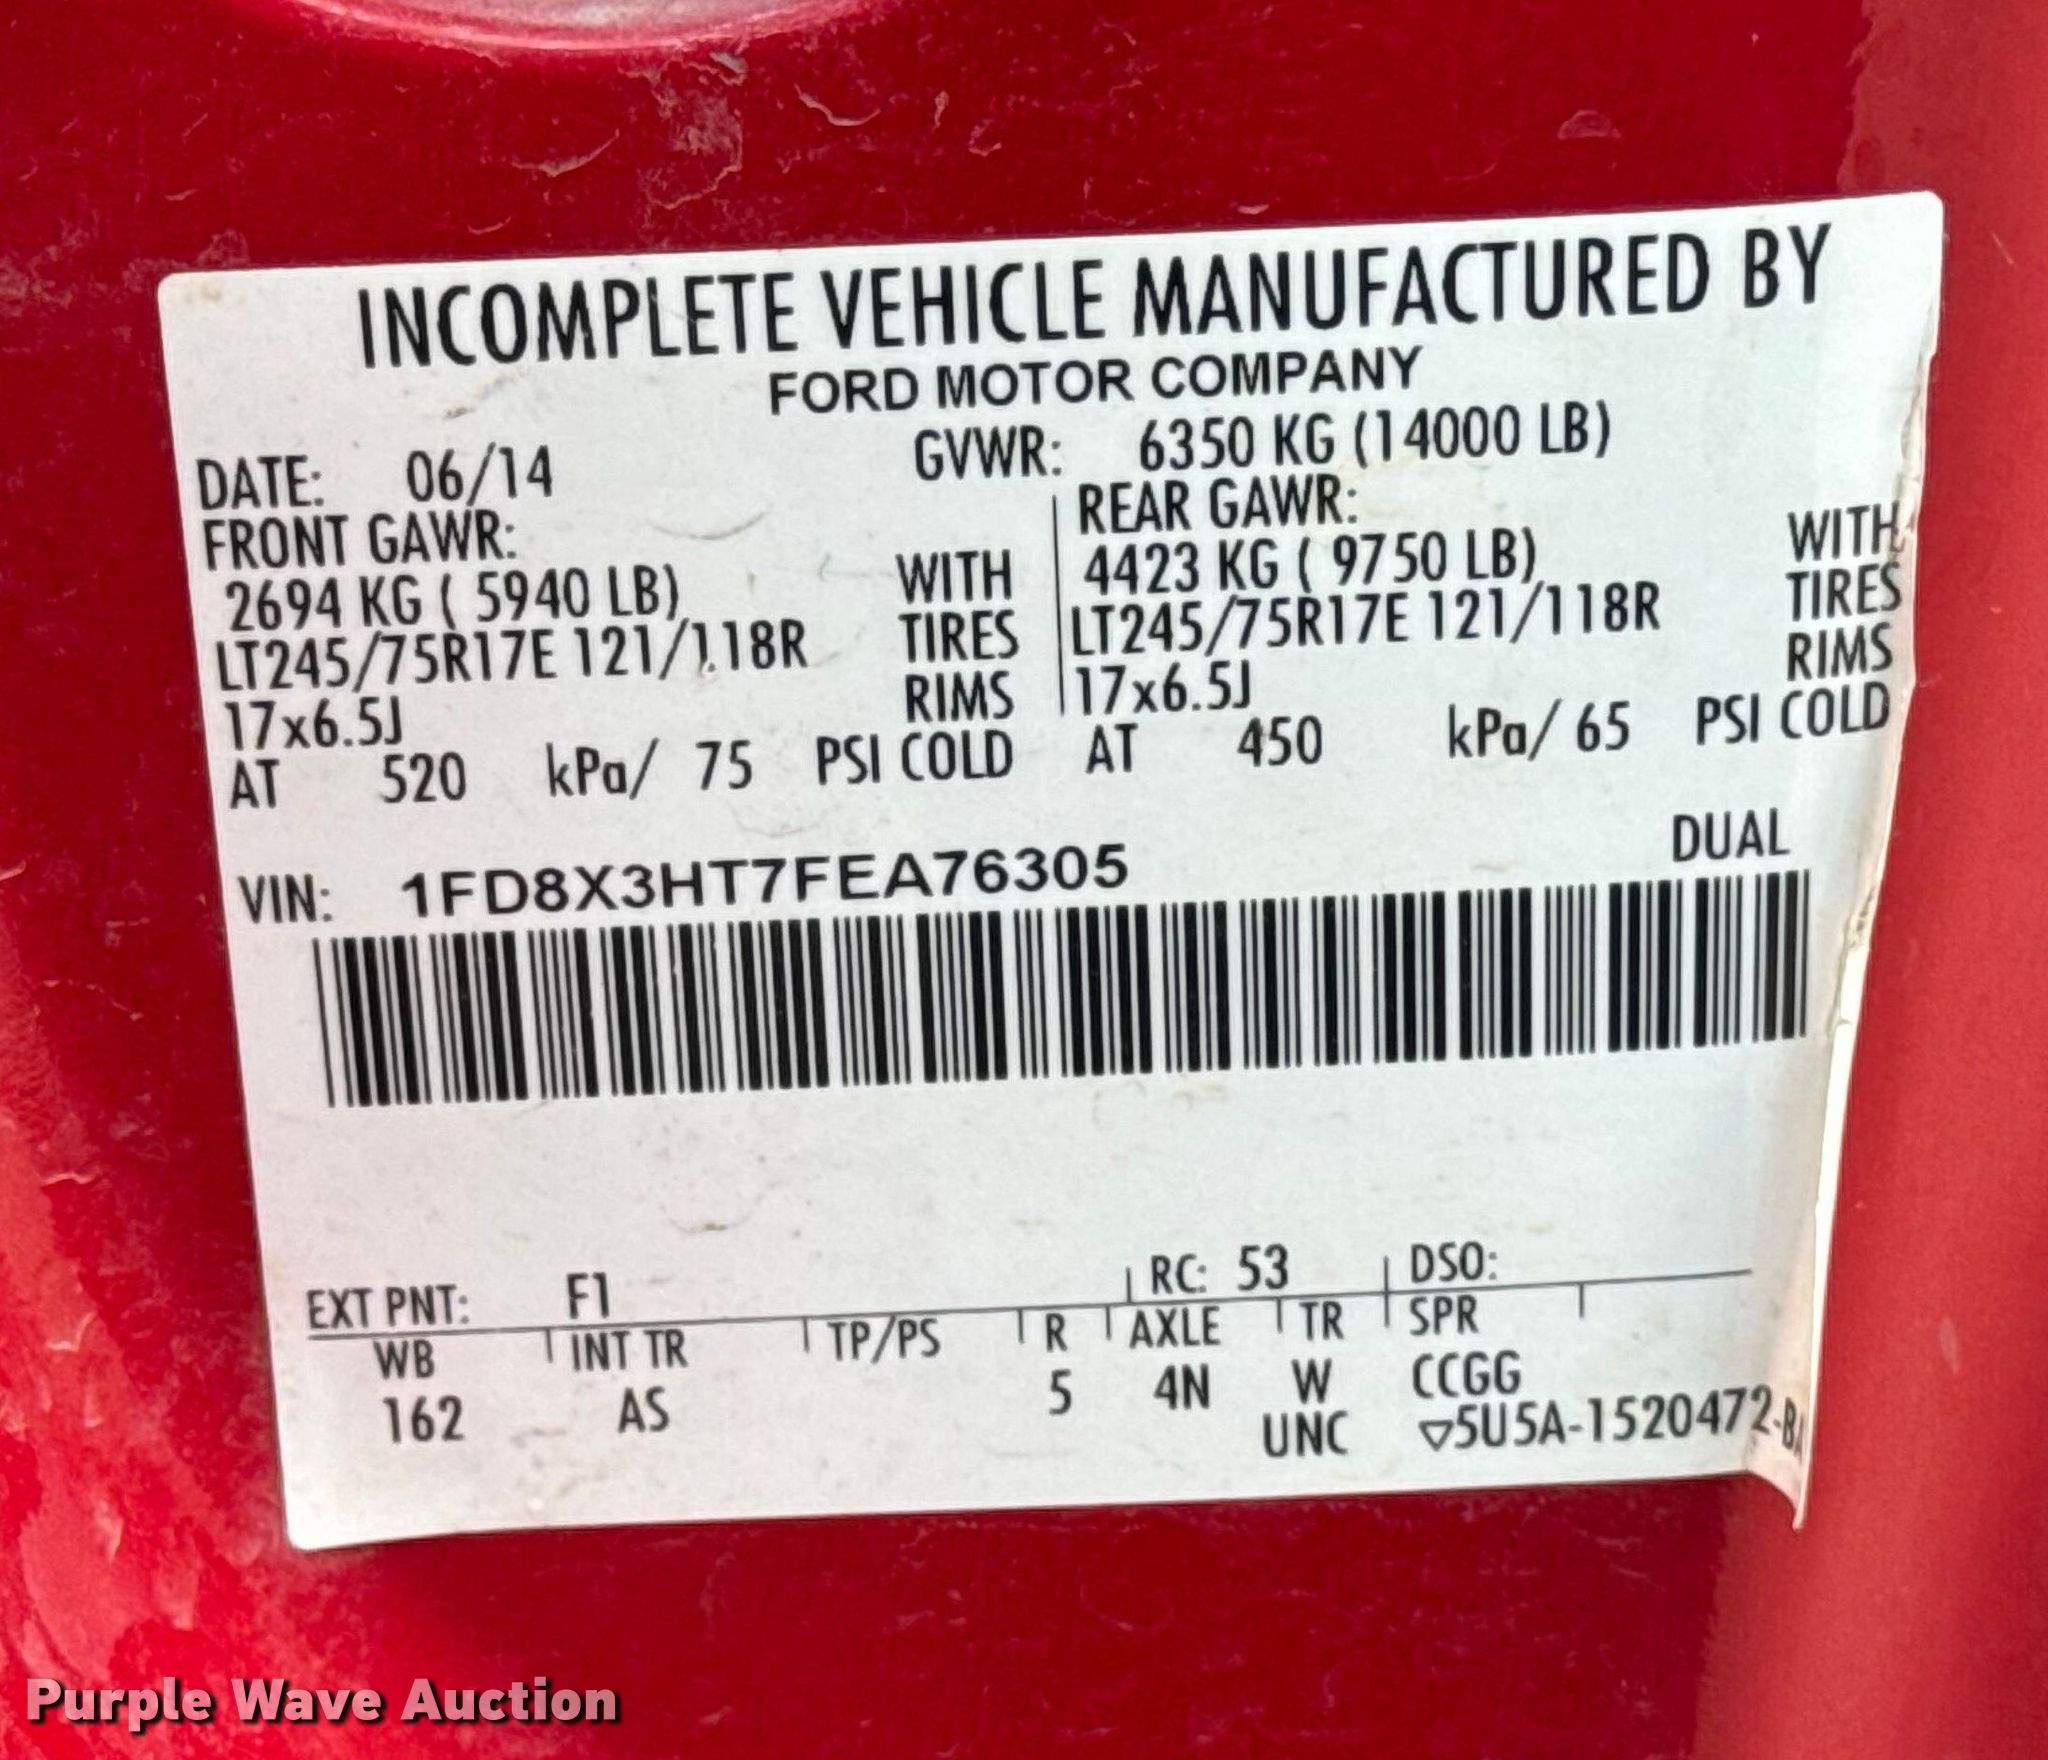 INCOMPLETE VEHICLE MANUFACTURED BY
FORD MOTOR COMPANY
DATE: 06/14 GVWR: 6350 KG (14000 LB)
FRONT GAWR: REAR GAWR:
2694 KG ( 5940 LB) WITH 4423 KG ( 9750 LB) WITH
LT245/75R17E 121/118R TIRES LT245/75R17E 121/118R TIRES
17x6.5J RIMS 17x6.5J RIMS
AT 520 kPa/ 75 PSI COLD AT 450 kPa/ 65 PSI COLD
VIN: 1FD8X3HT7FEA76305 DUAL
EXT PNT: F1 RC: 53 DSO:
WB INT TR TP/PS R AXLE TR SPR
162 AS 5 4N W CCGG
UNC ▽5U5A-1520472-BA
Purple Wave Auction